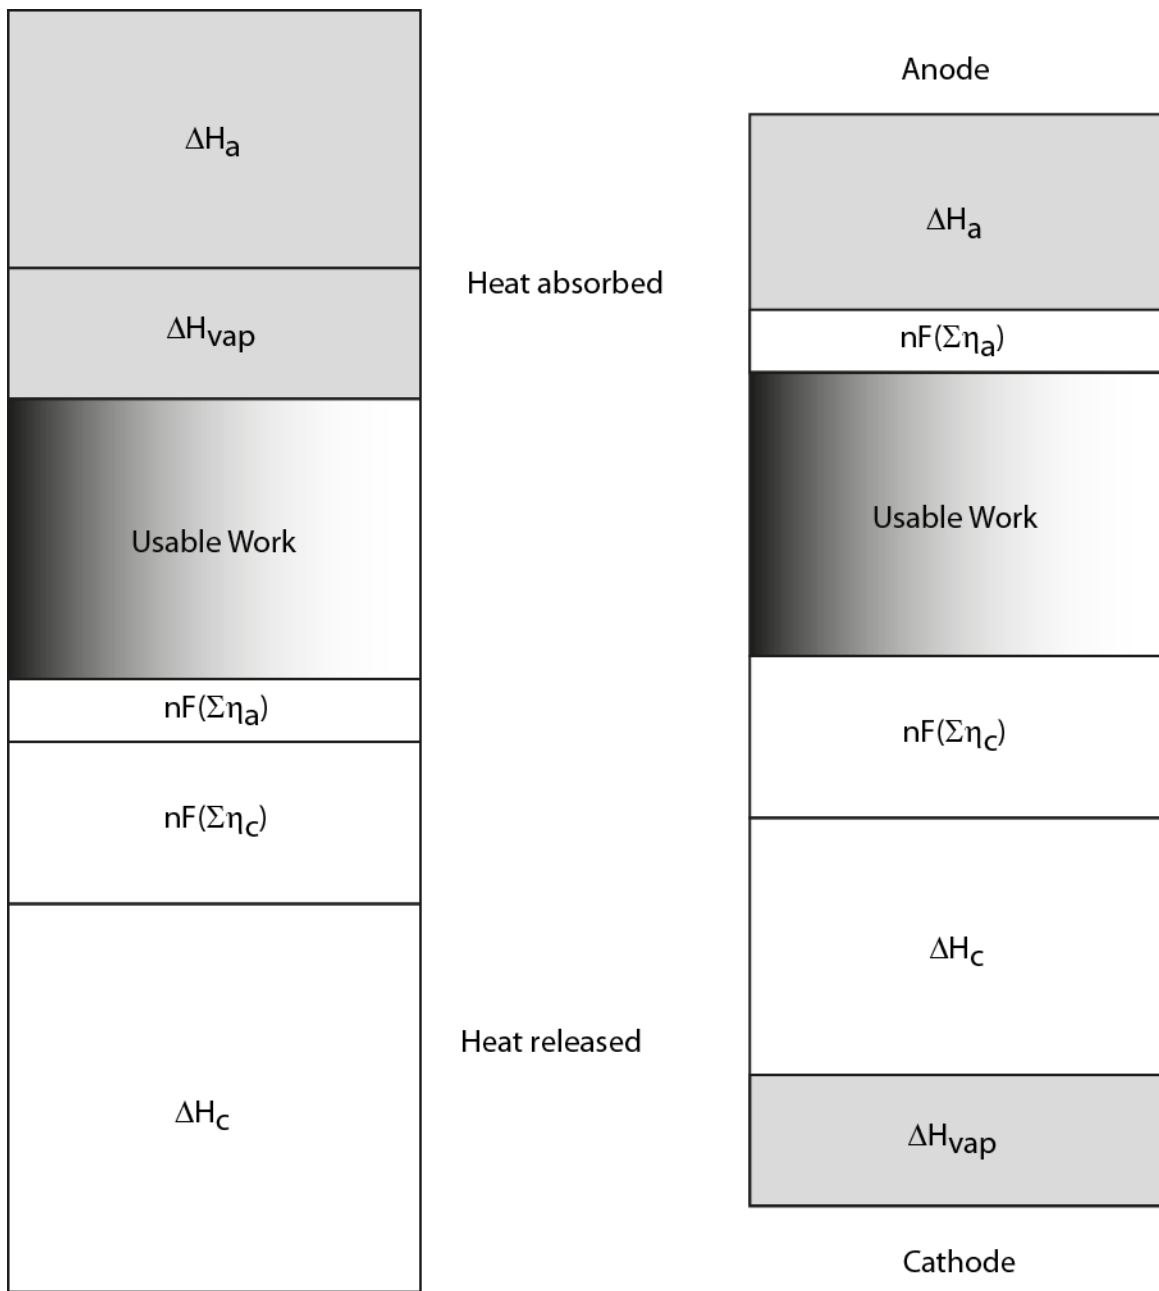 ΔHa
ΔHvap
Usable Work
nF(Σηa)
nF(Σηc)
ΔHc
Heat absorbed
Heat released
Anode
ΔHa
nF(Σηa)
Usable Work
nF(Σηc)
ΔHc
ΔHvap
Cathode